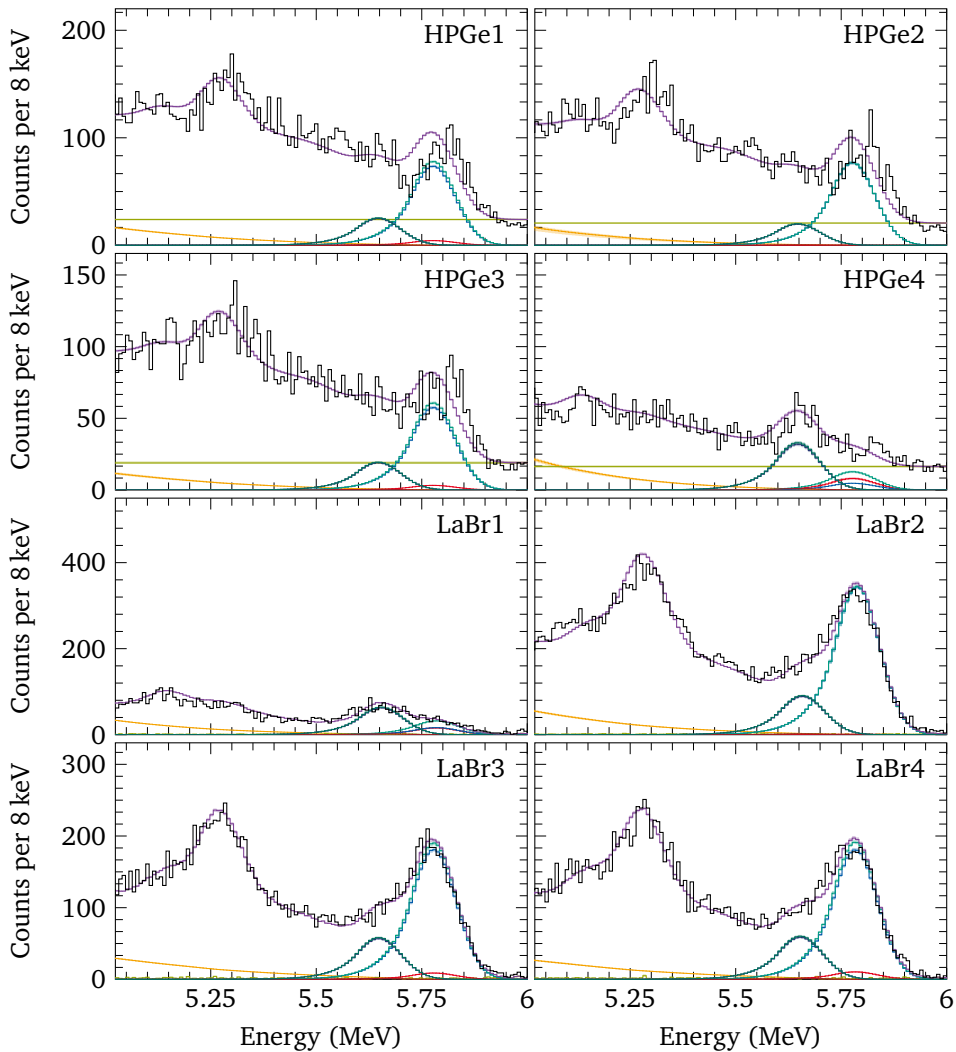 HPGe1
HPGe2
Counts per 8 keV
200
100
0
HPGe3
HPGe4
Counts per 8 keV
150
100
50
0
LaBr1
LaBr2
Counts per 8 keV
400
200
0
LaBr3
LaBr4
Counts per 8 keV
300
200
100
0
5.25 5.5 5.75 6
5.25 5.5 5.75 6
Energy (MeV)
Energy (MeV)